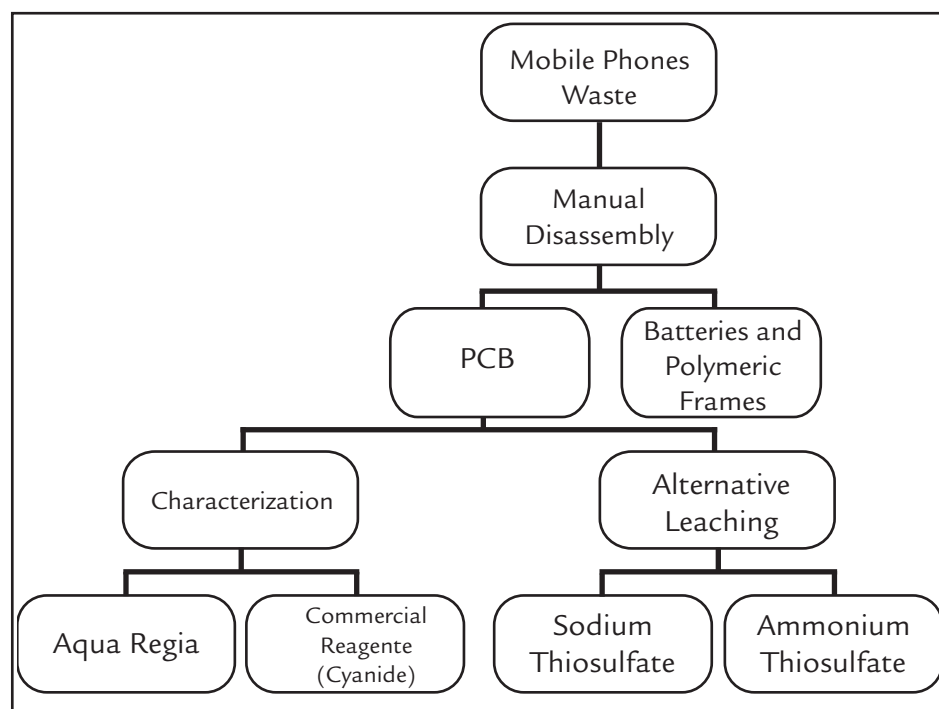 Mobile Phones
Waste
Manual
Disassembly
PCB
Batteries and
Polymeric
Frames
Characterization
Alternative
Leaching
Aqua Regia
Commercial
Reagente
(Cyanide)
Sodium
Thiosulfate
Ammonium
Thiosulfate